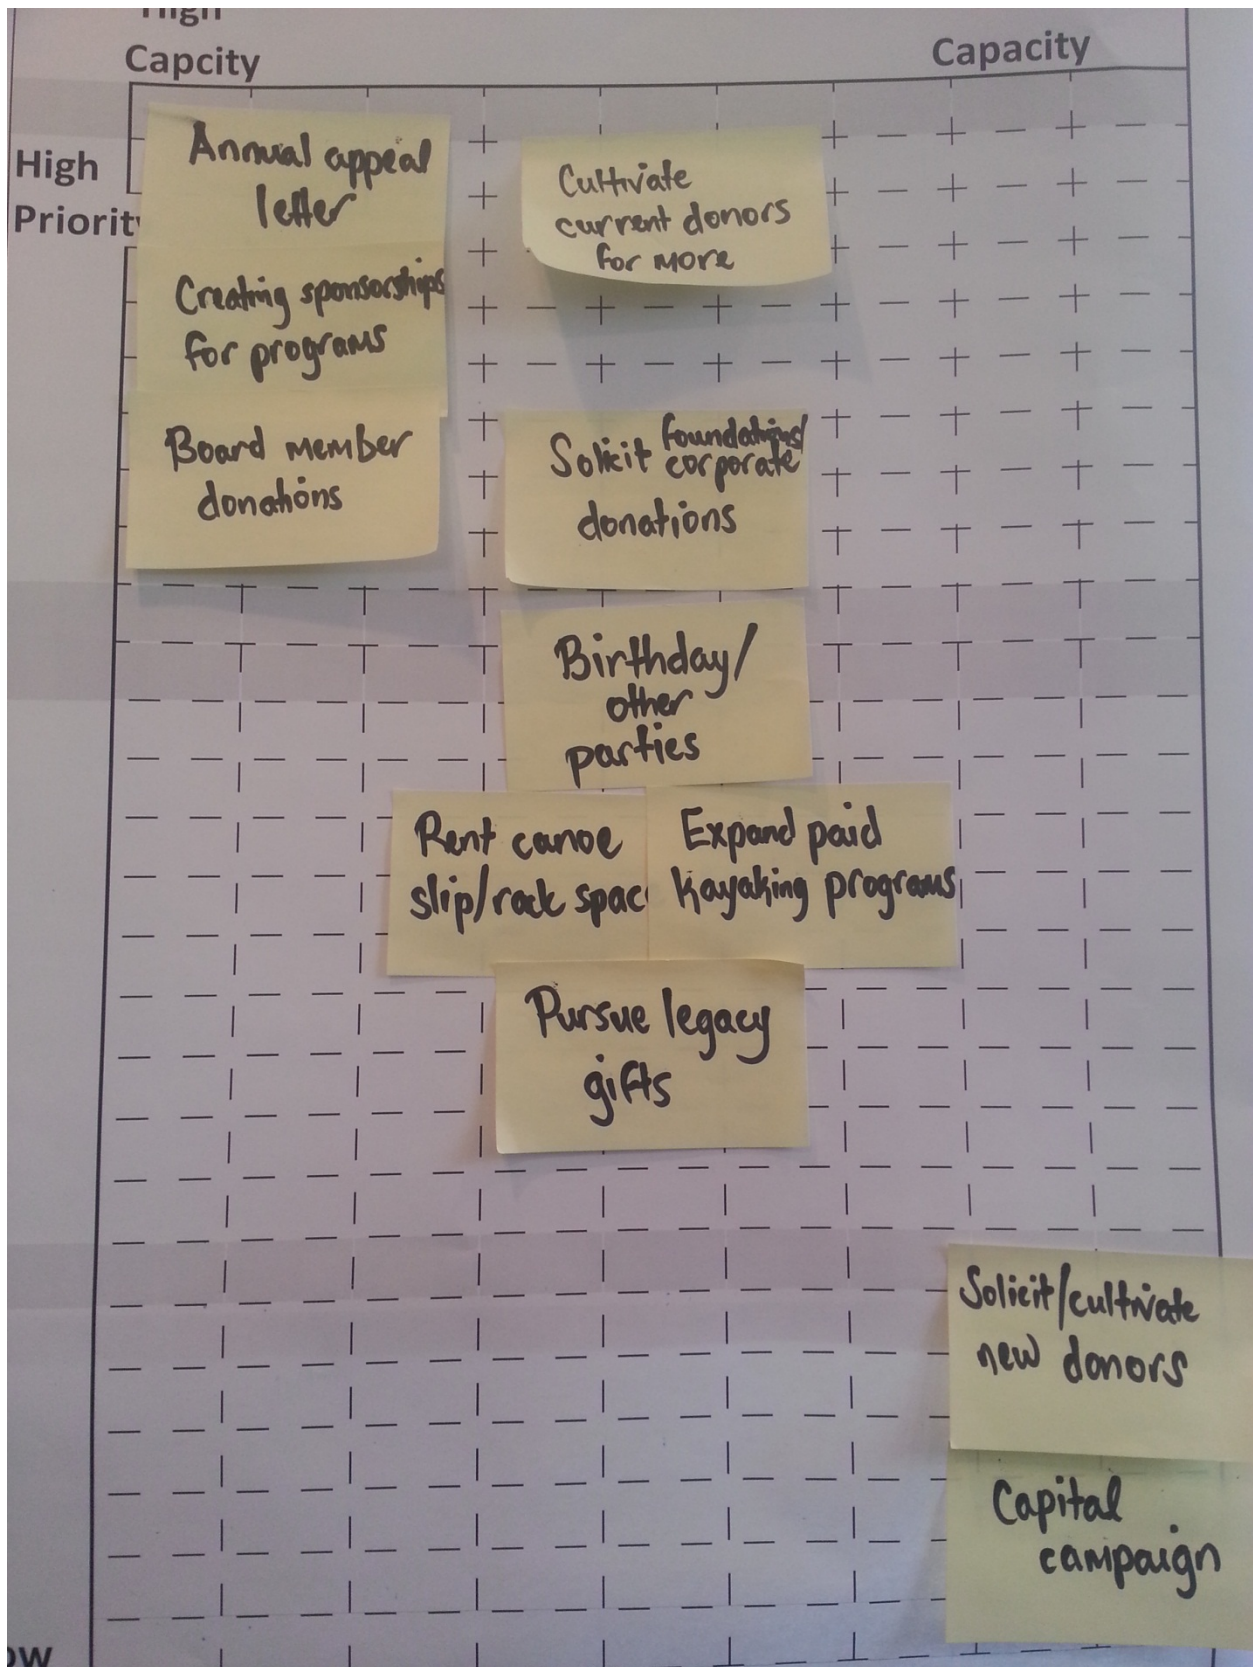 High
Capcity
Capacity
High
Priority
Annual appeal
letter
Creating sponsorships
for programs
Board member
donations
Cultivate
current donors
for more
Solicit foundations/
corporate
donations
Birthday/
other
parties
Rent canoe
slip/rack spac
Expand paid
kayaking programs
Pursue legacy
gifts
Solicit/cultivate
new donors
Capital
campaign
ow